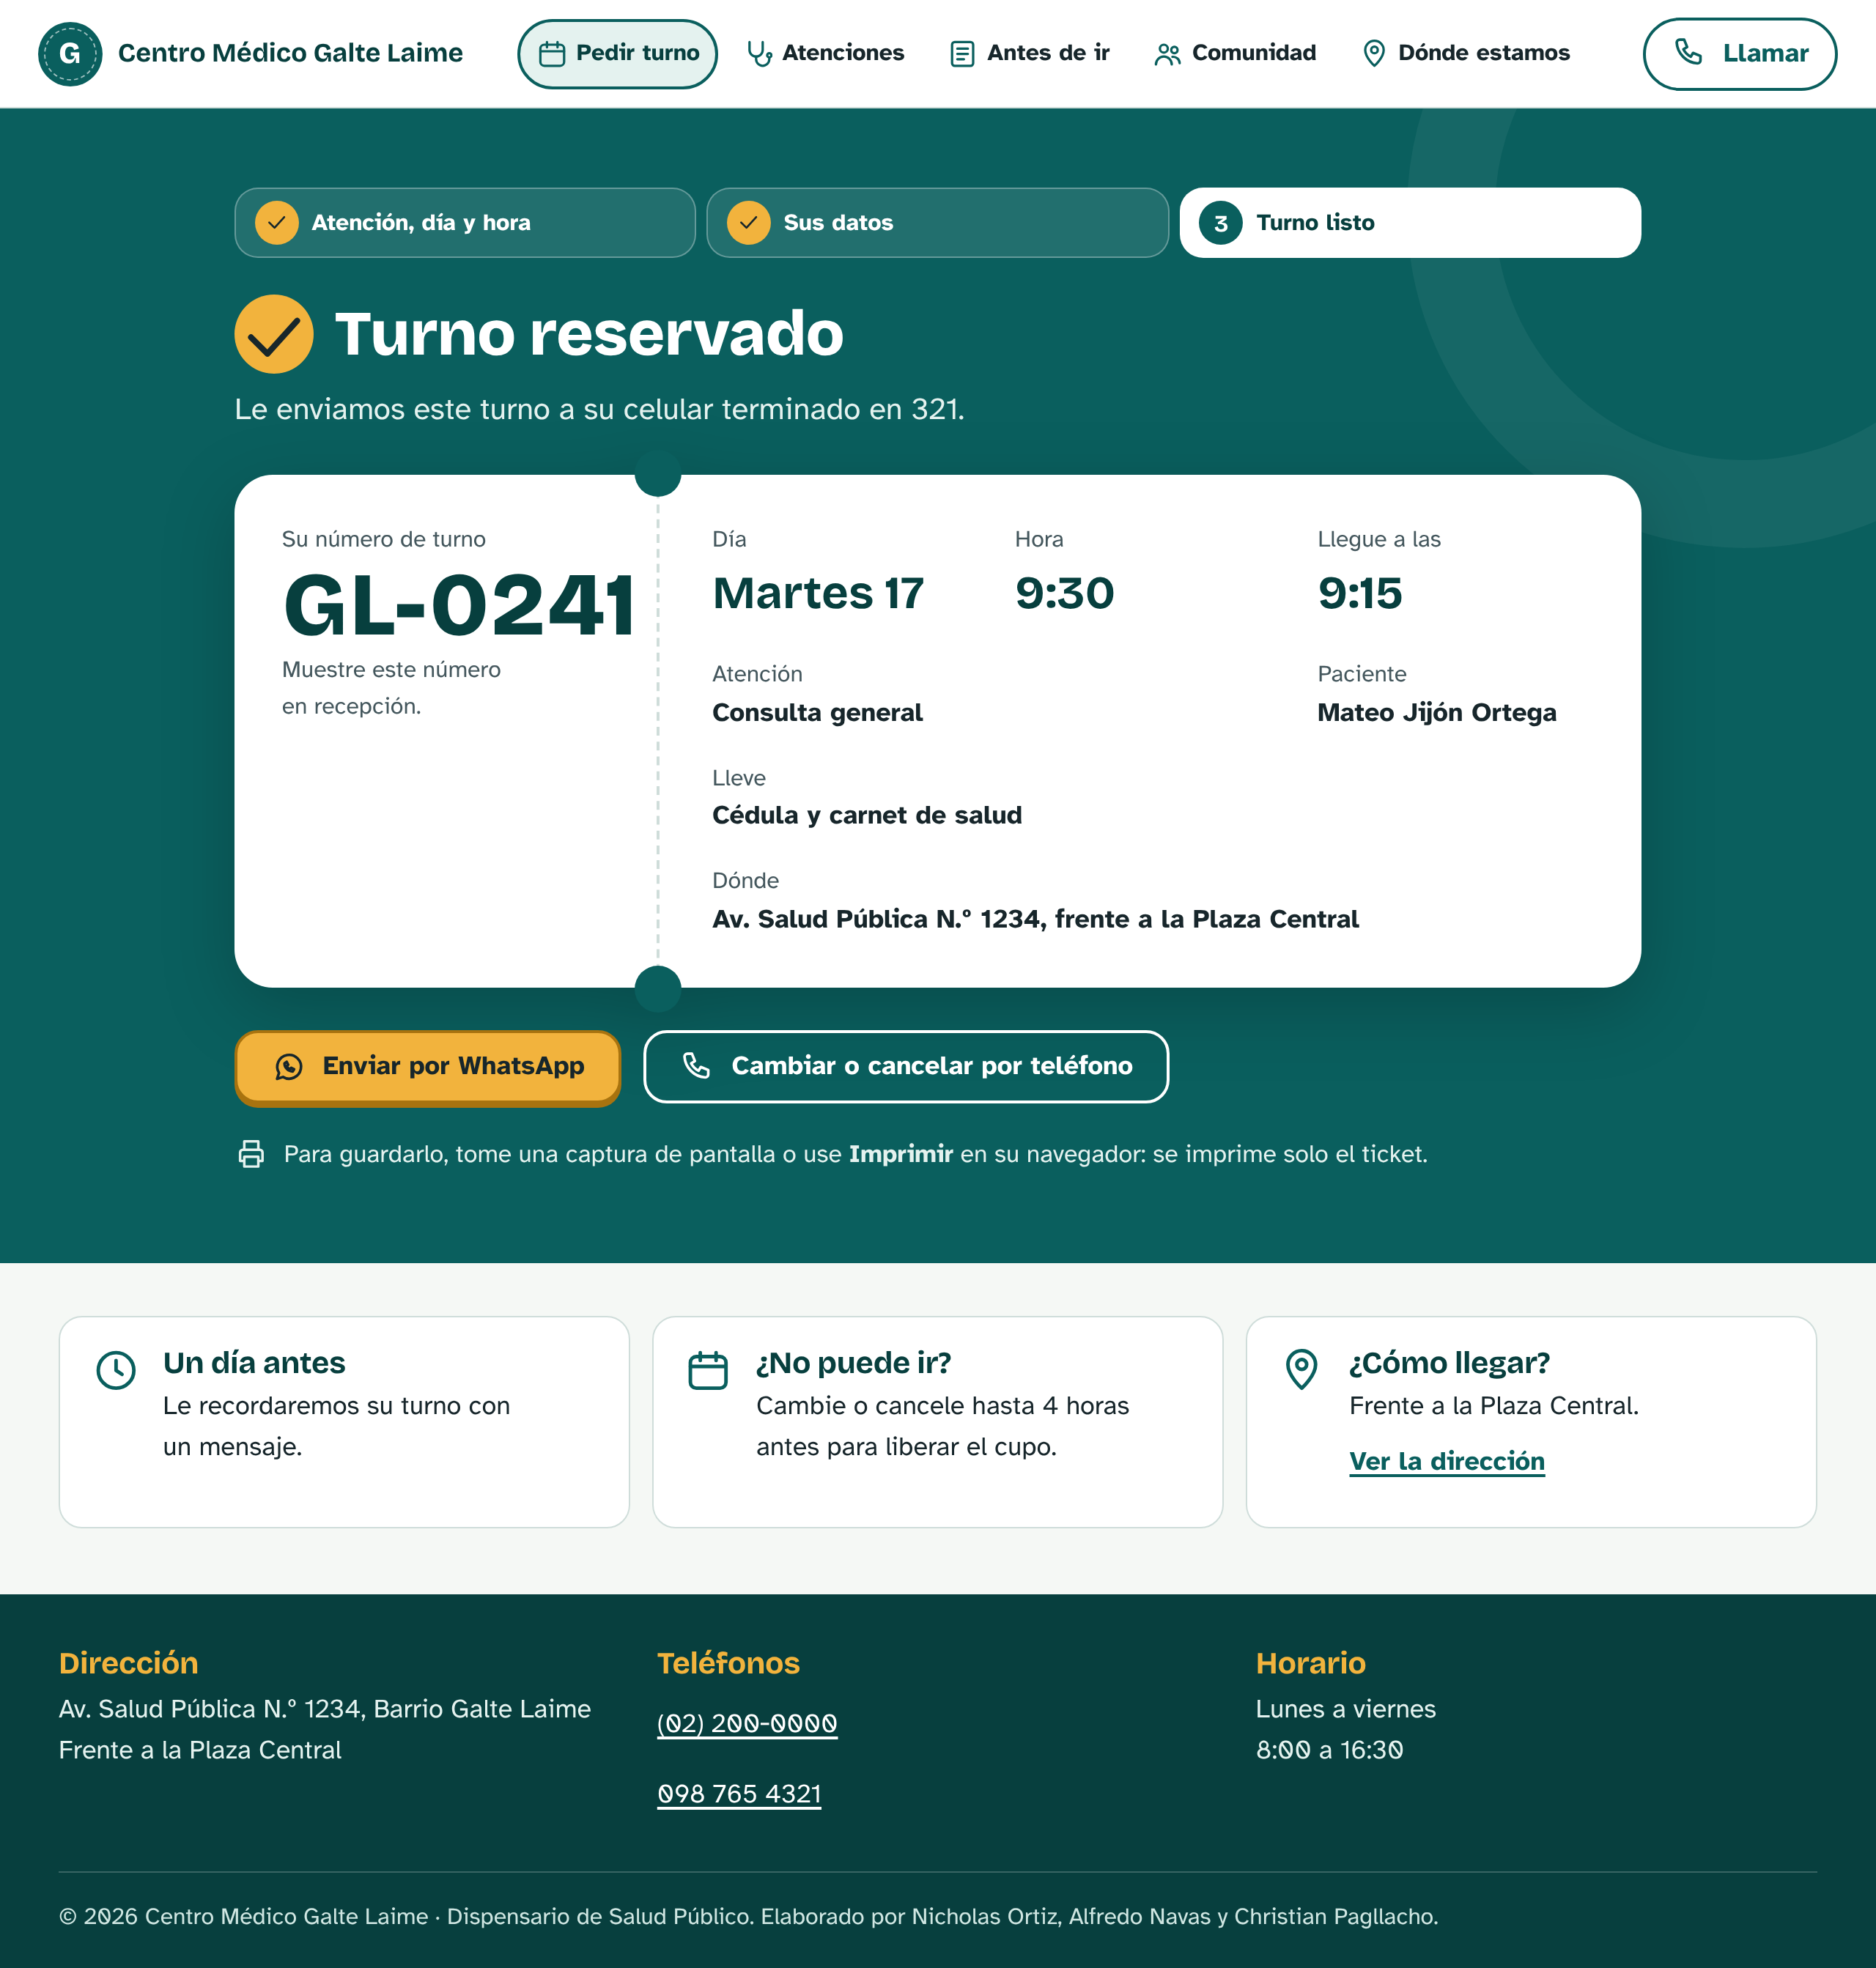 G
Centro Médico Galte Laime
Pedir turno
Atenciones
Antes de ir
Comunidad
Dónde estamos
Llamar
Atención, día y hora
Sus datos
3 Turno listo
Turno reservado
Le enviamos este turno a su celular terminado en 321.
Su número de turno
GL-0241
Muestre este número
en recepción.
Día
Martes 17
Hora
9:30
Llegue a las
9:15
Atención
Consulta general
Paciente
Mateo Jijón Ortega
Lleve
Cédula y carnet de salud
Dónde
Av. Salud Pública N.º 1234, frente a la Plaza Central
Enviar por WhatsApp
Cambiar o cancelar por teléfono
Para guardarlo, tome una captura de pantalla o use Imprimir en su navegador: se imprime solo el ticket.
Un día antes
Le recordaremos su turno con
un mensaje.
¿No puede ir?
Cambie o cancele hasta 4 horas
antes para liberar el cupo.
¿Cómo llegar?
Frente a la Plaza Central.
Ver la dirección
Dirección
Av. Salud Pública N.º 1234, Barrio Galte Laime
Frente a la Plaza Central
Teléfonos
(02) 200-0000
098 765 4321
Horario
Lunes a viernes
8:00 a 16:30
© 2026 Centro Médico Galte Laime · Dispensario de Salud Público. Elaborado por Nicholas Ortiz, Alfredo Navas y Christian Pagllacho.